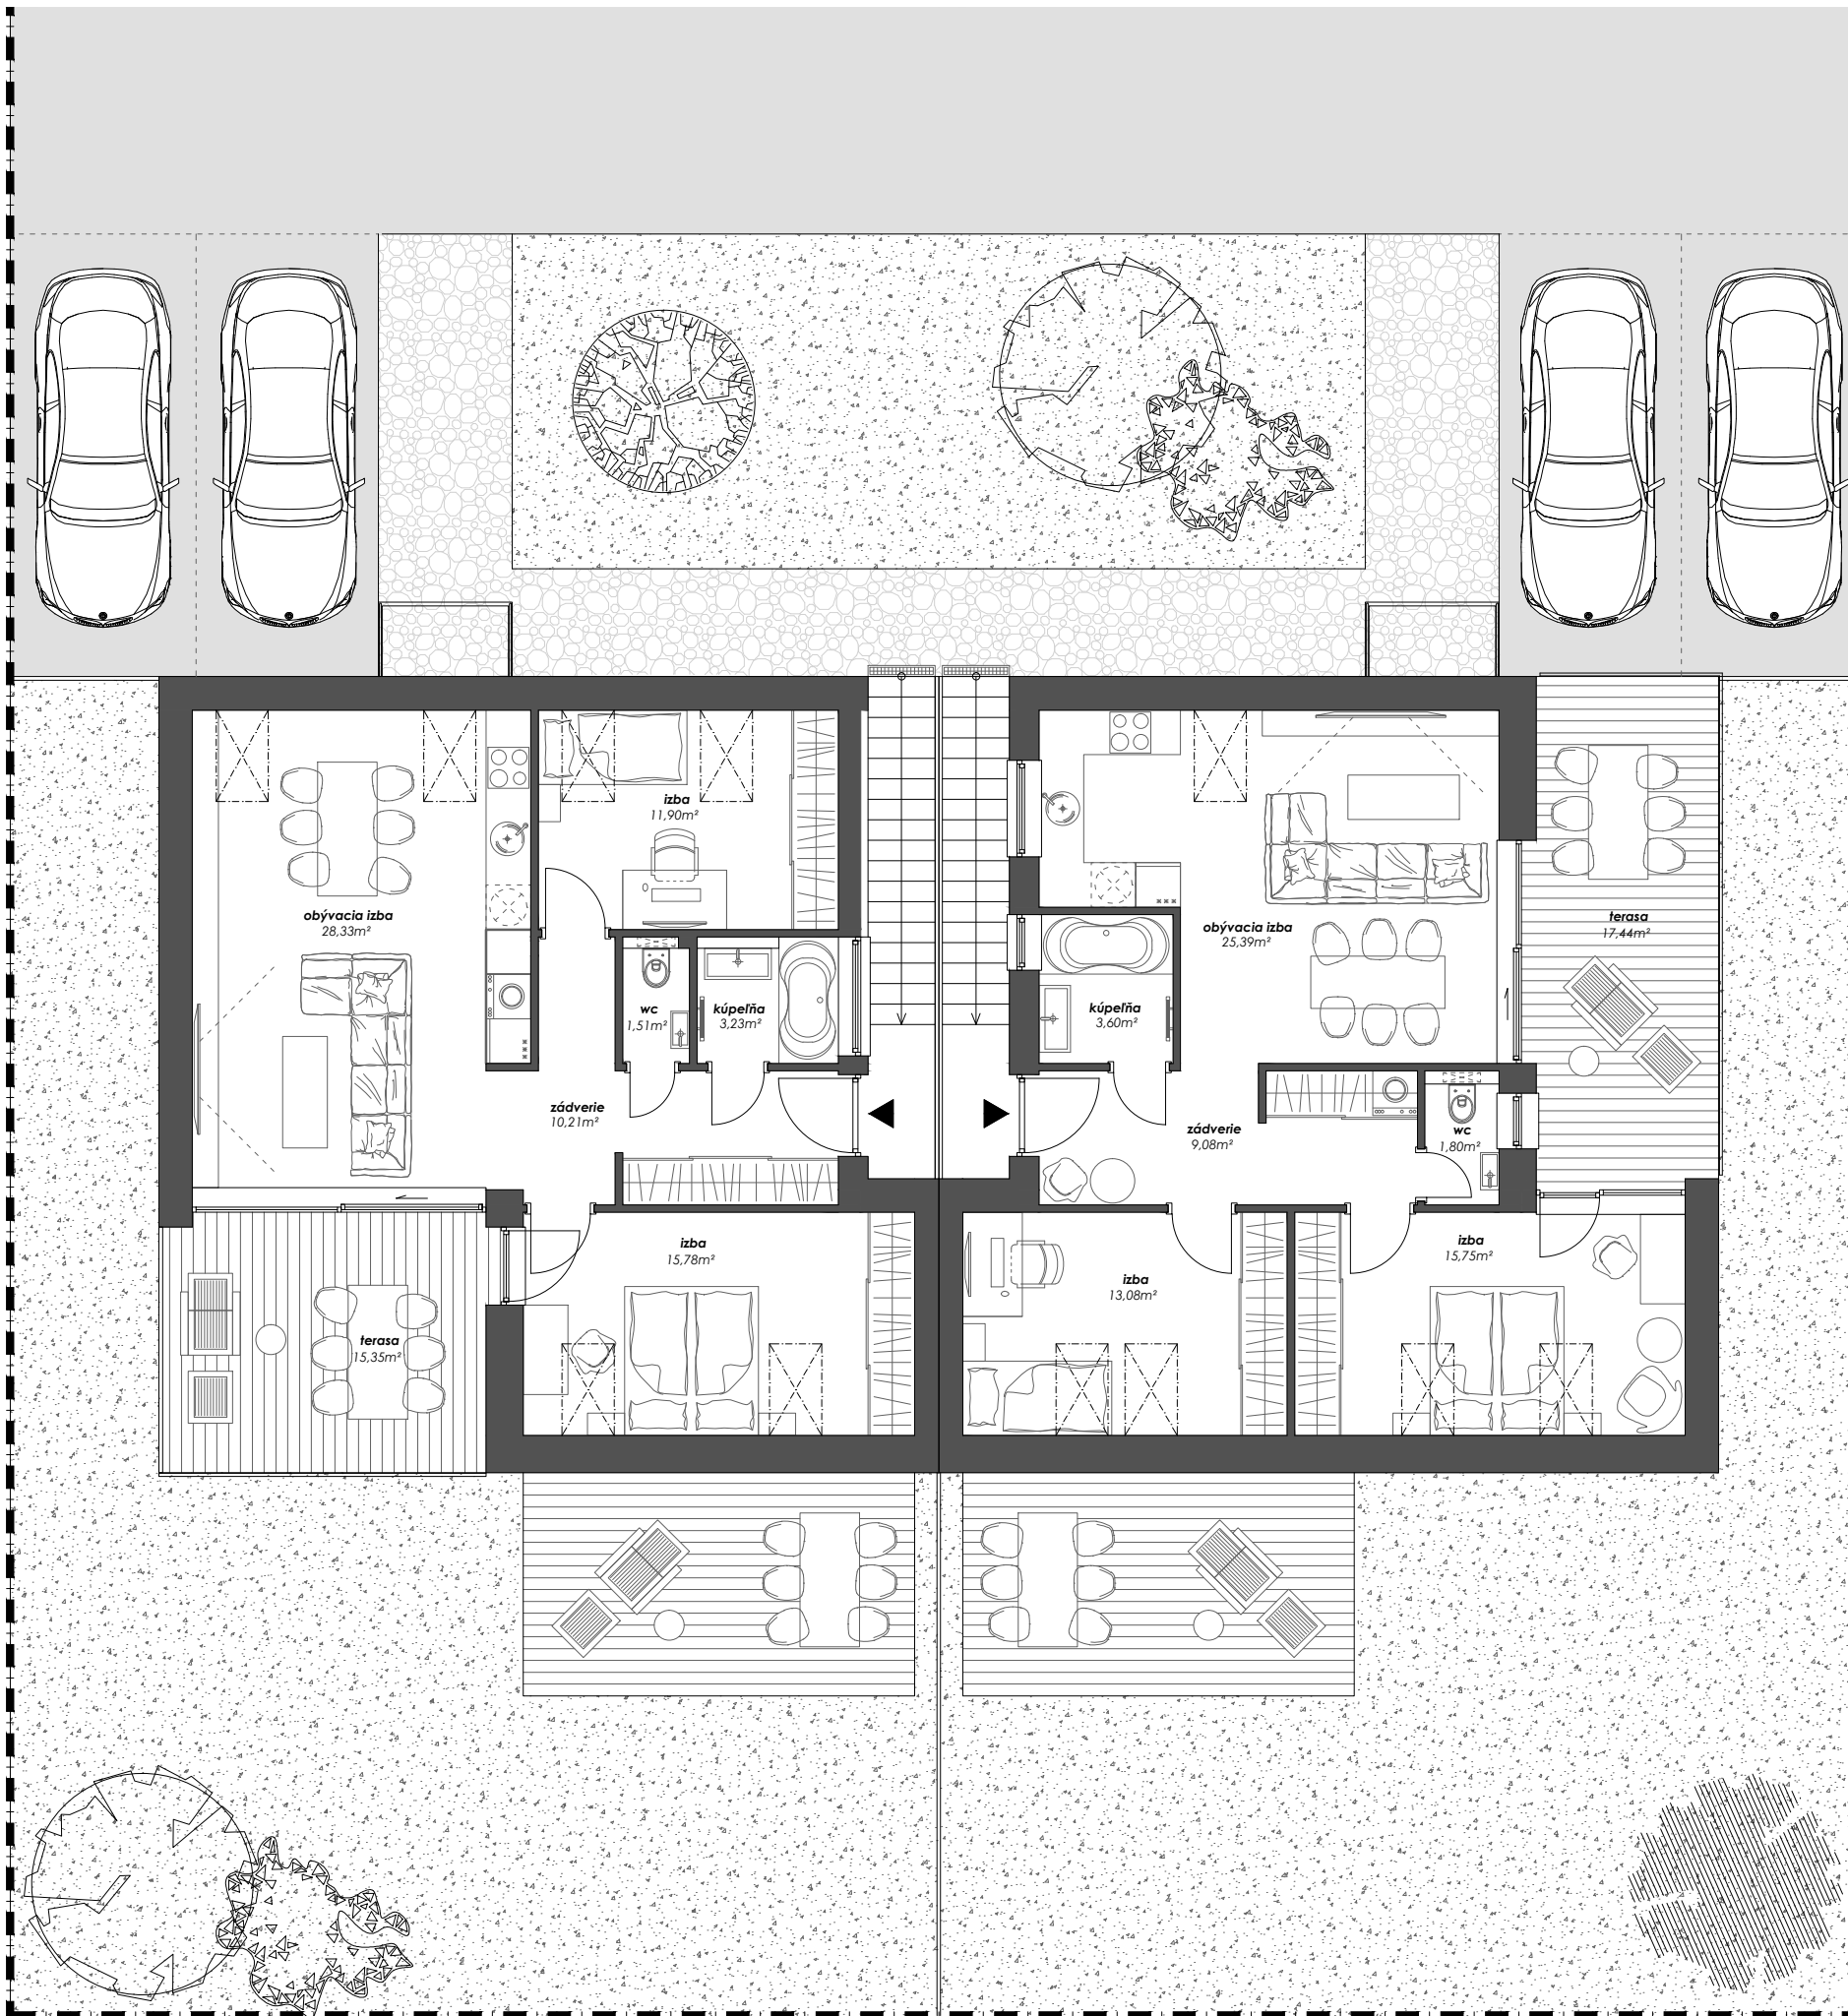 izba
11,90m²
obývacia izba
28,33m²
wc
1,51m²
kúpeľňa
3,23m²
zádverie
10,21m²
izba
15,78m²
terasa
15,35m²
obývacia izba
25,39m²
terasa
17,44m²
kúpeľňa
3,60m²
zádverie
9,08m²
wc
1,80m²
izba
13,08m²
izba
15,75m²